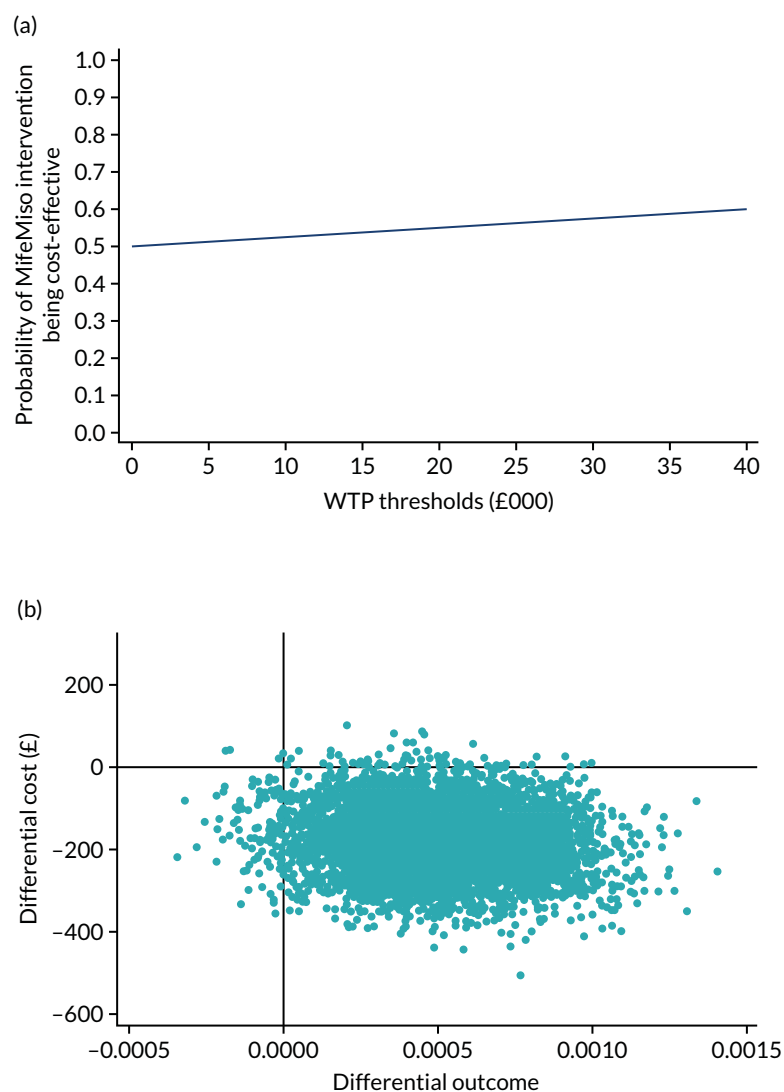 (a)
Probability of MifeMiso intervention
being cost-effective
1.0
0.9
0.8
0.7
0.6
0.5
0.4
0.3
0.2
0.1
0.0
0 5 10 15 20 25 30 35 40
WTP thresholds (£000)
(b)
Differential cost (£)
200
0
−200
−400
−600
−0.0005 0.0000 0.0005 0.0010 0.0015
Differential outcome